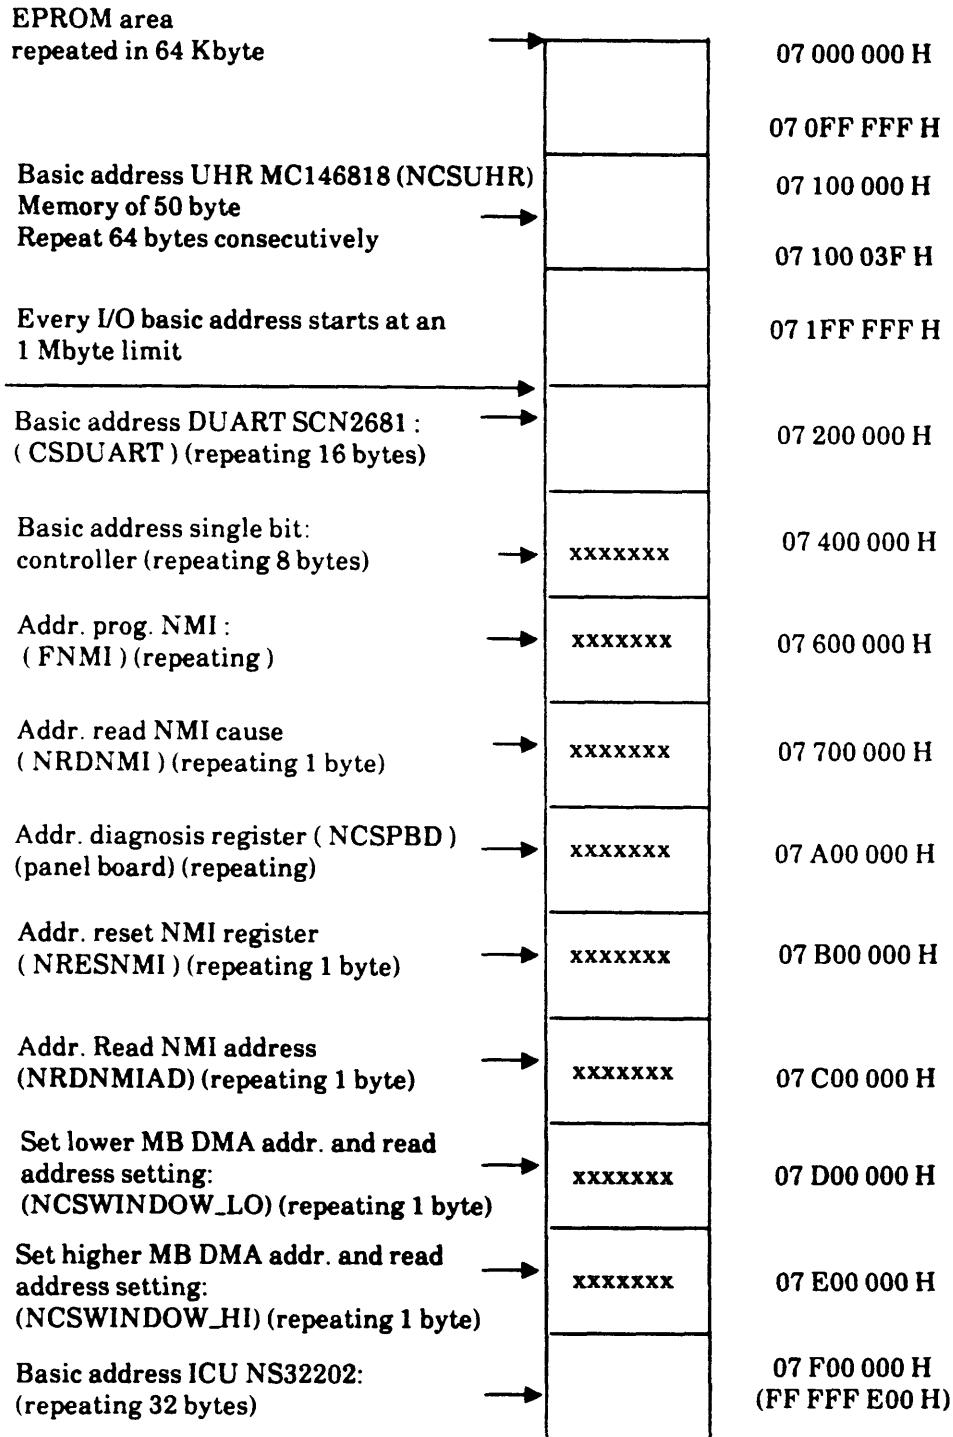 EPROM area
repeated in 64 Kbyte
07 000 000 H
07 0FF FFF H
Basic address UHR MC146818 (NCSUHR)
07 100 000 H
Memory of 50 byte
Repeat 64 bytes consecutively
07 100 03F H
Every I/O basic address starts at an
07 1FF FFF H
1 Mbyte limit
Basic address DUART SCN2681 :
07 200 000 H
( CSDUART ) (repeating 16 bytes)
Basic address single bit:
07 400 000 H
controller (repeating 8 bytes)
xxxxxxx
Addr. prog. NMI :
xxxxxxx
07 600 000 H
( FNMI ) (repeating )
Addr. read NMI cause
xxxxxxx
07 700 000 H
( NRDNMI ) (repeating 1 byte)
Addr. diagnosis register ( NCSPBD )
xxxxxxx
07 A00 000 H
(panel board) (repeating)
Addr. reset NMI register
xxxxxxx
07 B00 000 H
( NRESNMI ) (repeating 1 byte)
Addr. Read NMI address
xxxxxxx
07 C00 000 H
(NRDNMIAD) (repeating 1 byte)
Set lower MB DMA addr. and read
address setting:
xxxxxxx
07 D00 000 H
(NCSWINDOW_LO) (repeating 1 byte)
Set higher MB DMA addr. and read
address setting:
xxxxxxx
07 E00 000 H
(NCSWINDOW_HI) (repeating 1 byte)
Basic address ICU NS32202:
07 F00 000 H
(repeating 32 bytes)
(FF FFF E00 H)